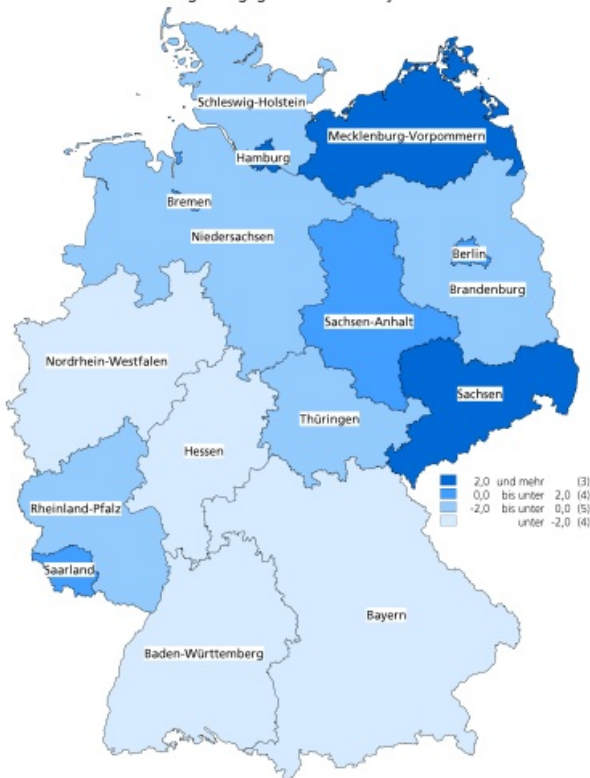 Schleswig-Holstein
Mecklenburg-Vorpommern
Hamburg
Bremen
Niedersachsen
Berlin
Brandenburg
Sachsen-Anhalt
Nordrhein-Westfalen
Sachsen
Thüringen
Hessen
2,0 und mehr (3)
0,0 bis unter 2,0 (4)
-2,0 bis unter 0,0 (5)
unter -2,0 (4)
Rheinland-Pfalz
Saarland
Bayern
Baden-Württemberg